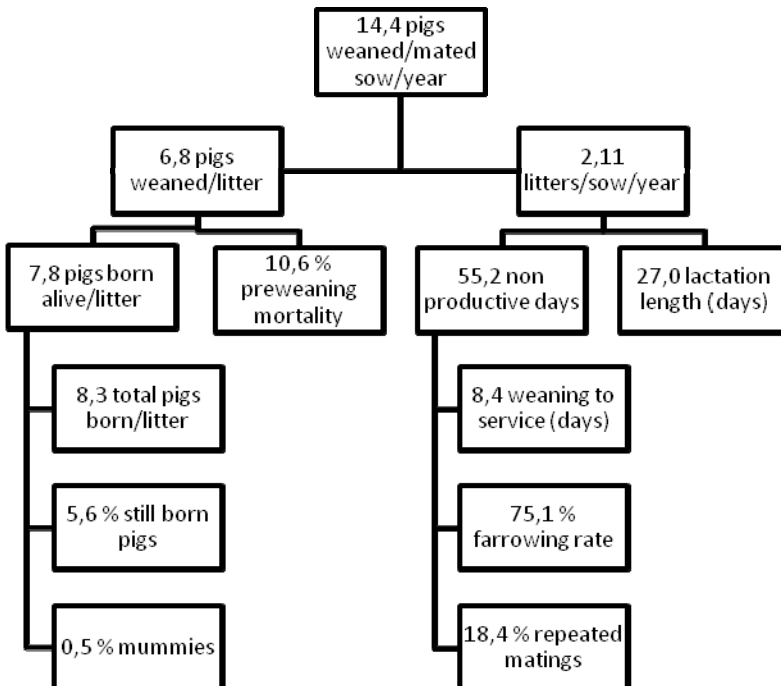 14,4 pigs
weaned/mated
sow/year
6,8 pigs
weaned/litter
2,11
litters/sow/year
7,8 pigs born
alive/litter
10,6 %
preweaning
mortality
55,2 non
productive days
27,0 lactation
length (days)
8,3 total pigs
born/litter
8,4 weaning to
service (days)
5,6 % still born
pigs
75,1 %
farrowing rate
0,5 % mummies
18,4 % repeated
matings